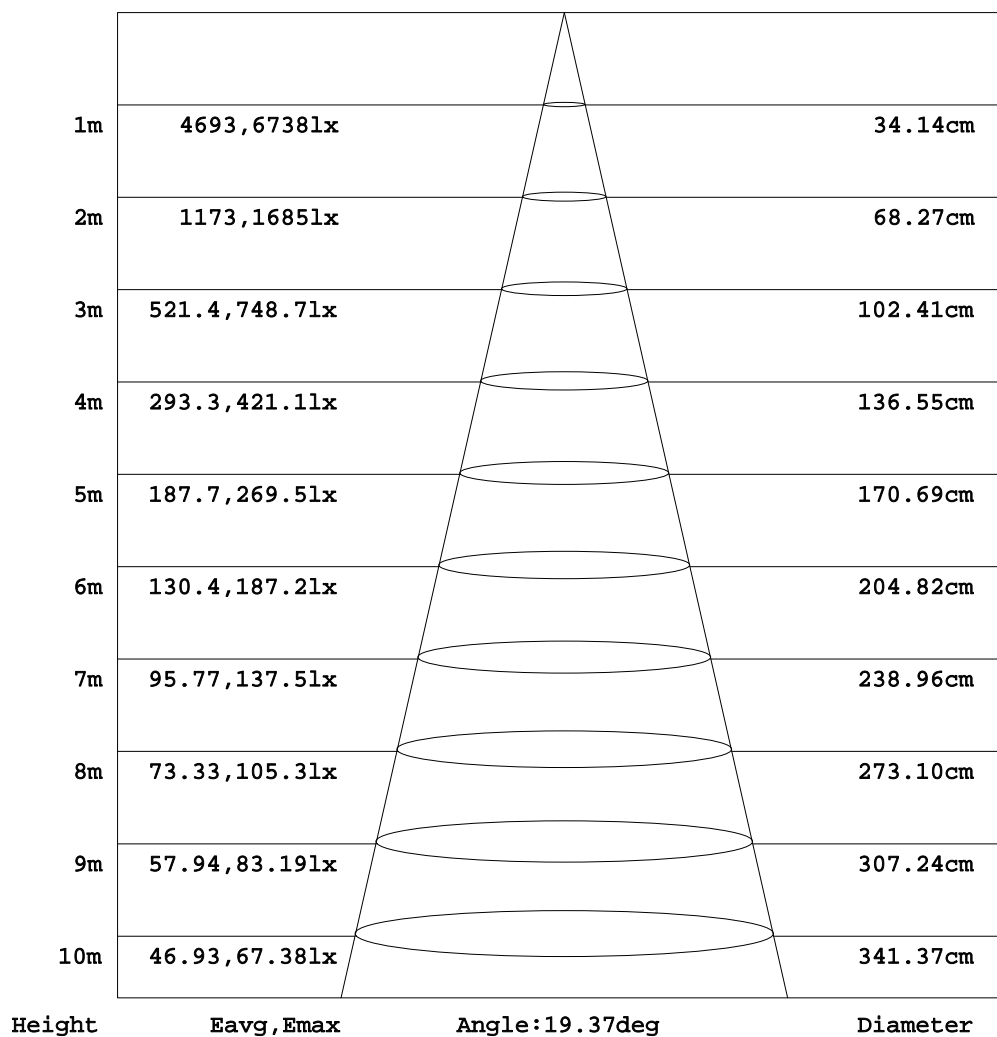 1m 4693,6738lx 34.14cm
2m 1173,1685lx 68.27cm
3m 521.4,748.7lx 102.41cm
4m 293.3,421.1lx 136.55cm
5m 187.7,269.5lx 170.69cm
6m 130.4,187.2lx 204.82cm
7m 95.77,137.5lx 238.96cm
8m 73.33,105.3lx 273.10cm
9m 57.94,83.19lx 307.24cm
10m 46.93,67.38lx 341.37cm
Height Eavg,Emax Angle:19.37deg Diameter